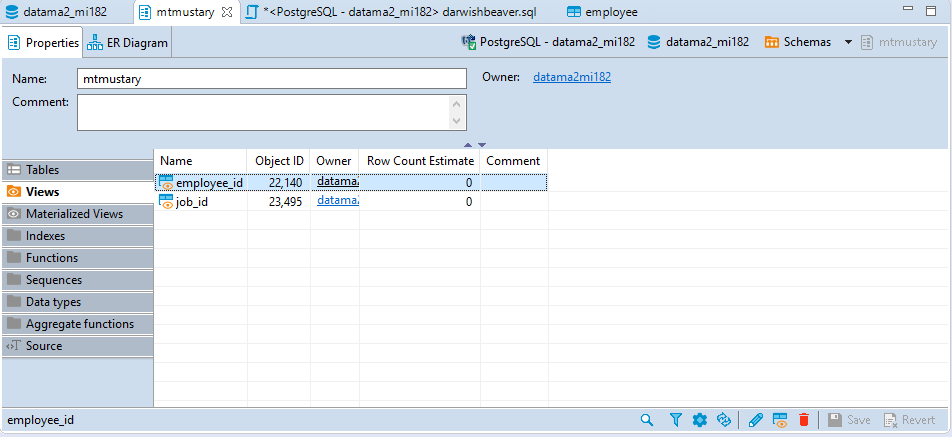 datama2_mi182 mtmustary *<PostgreSQL - datama2_mi182> darwishbeaver.sql employee
Properties ER Diagram PostgreSQL - datama2_mi182 datama2_mi182 Schemas mtmustary
Name: mtmustary Owner: datama2mi182
Comment:
Name Object ID Owner Row Count Estimate Comment
Tables
employee_id 22,140 datama2 0
Views
job_id 23,495 datama2 0
Materialized Views
Indexes
Functions
Sequences
Data types
Aggregate functions
Source
employee_id Save Revert